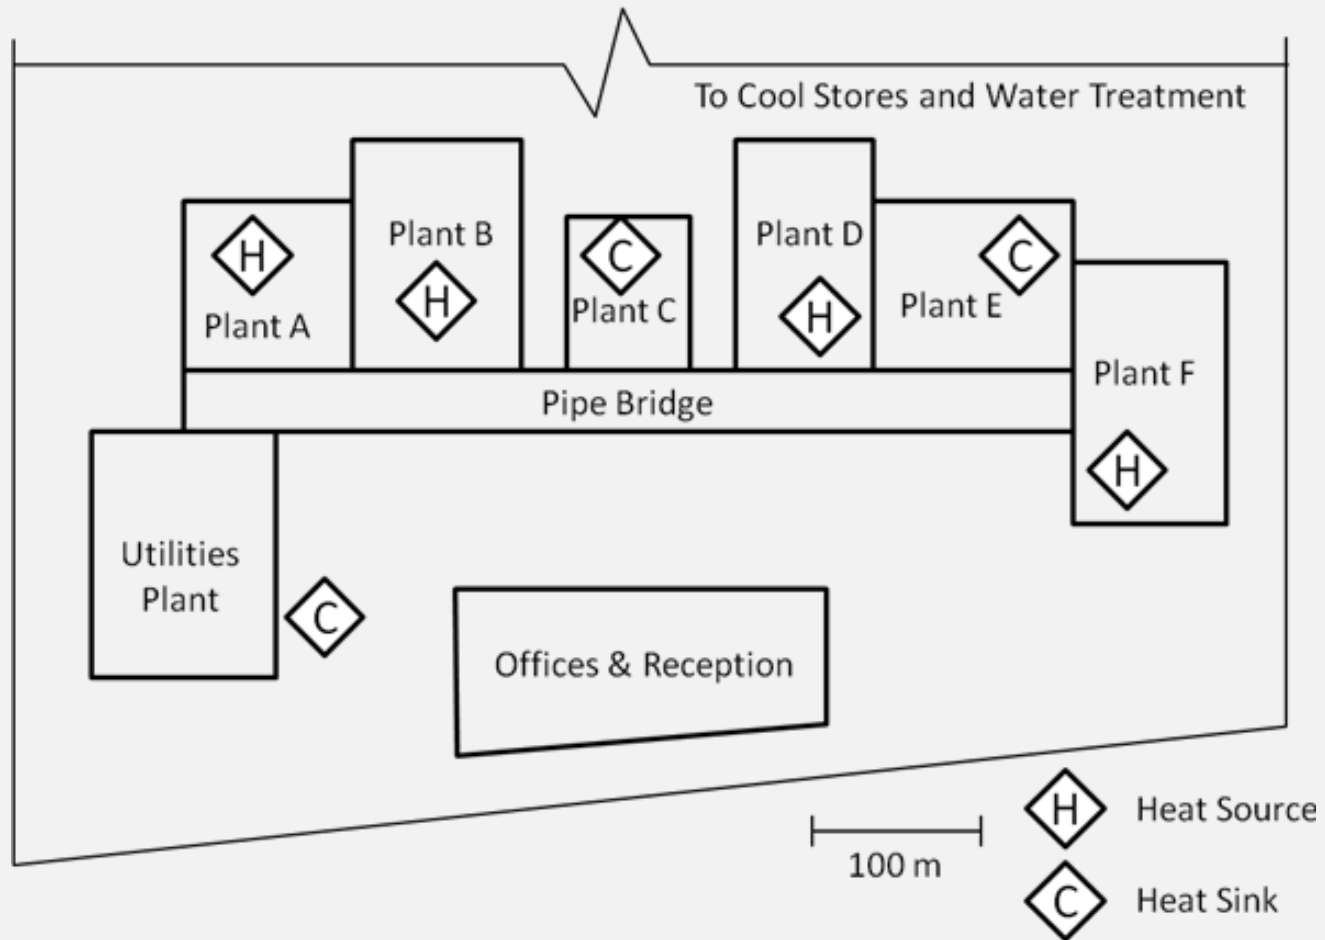 To Cool Stores and Water Treatment
H
Plant A
Plant B
H
C
Plant C
Plant D
H
C
Plant E
Plant F
H
Pipe Bridge
Utilities
Plant
C
Offices & Reception
100 m
H Heat Source
C Heat Sink